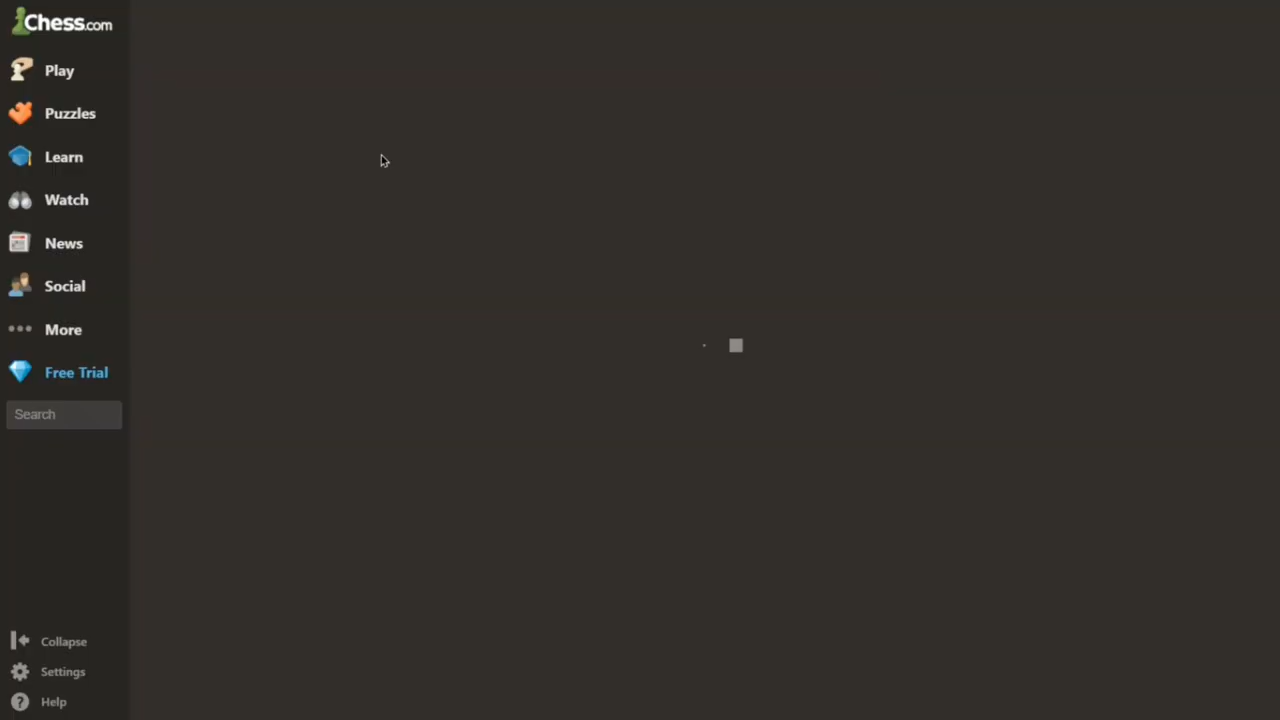 Chess.com
Play
Puzzles
Learn
Watch
News
Social
More
Free Trial
Search
Collapse
Settings
Help